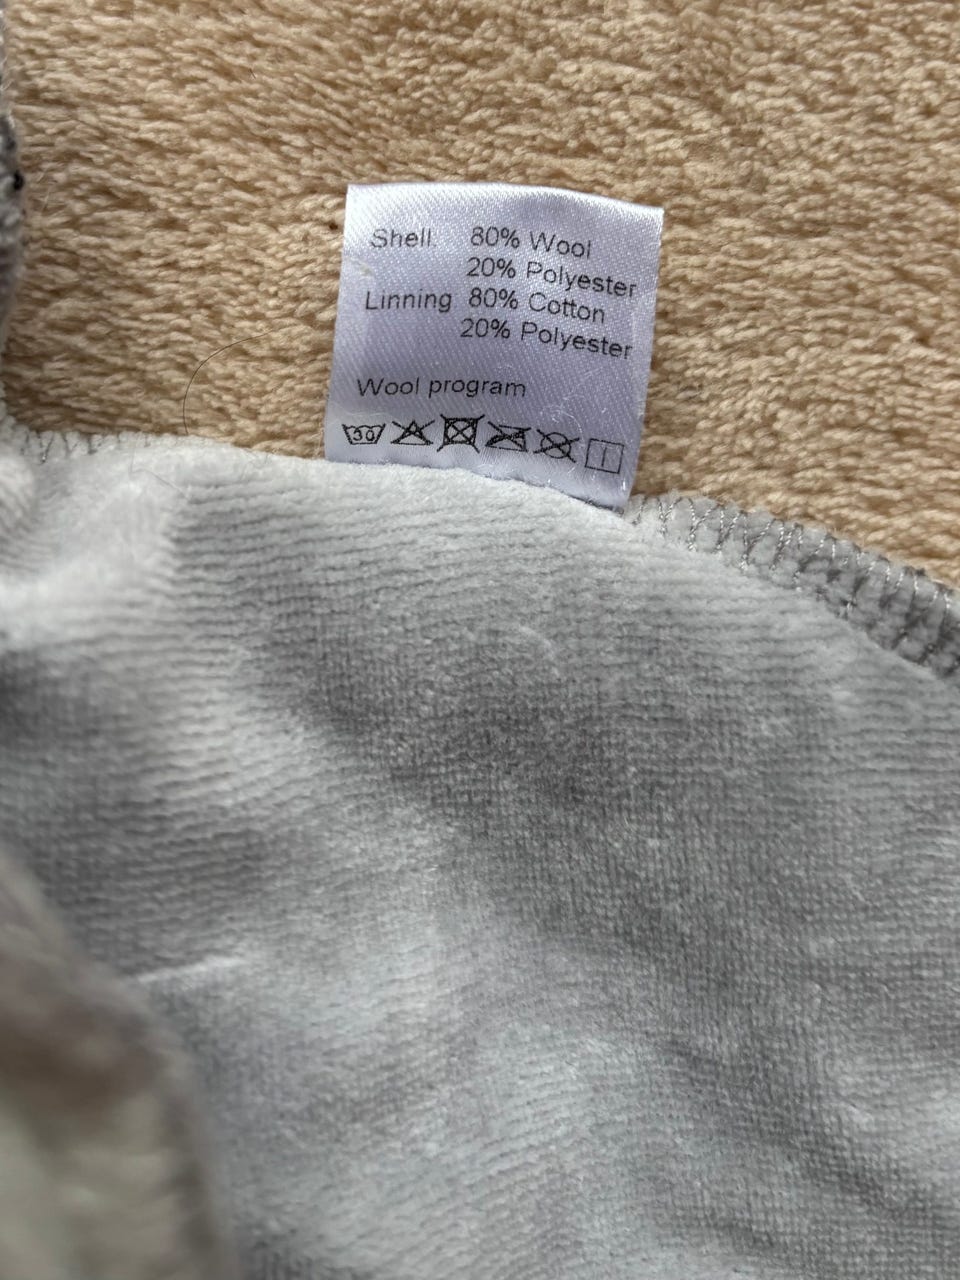 Shell: 80% Wool
20% Polyester
Linning 80% Cotton
20% Polyester
Wool program
30